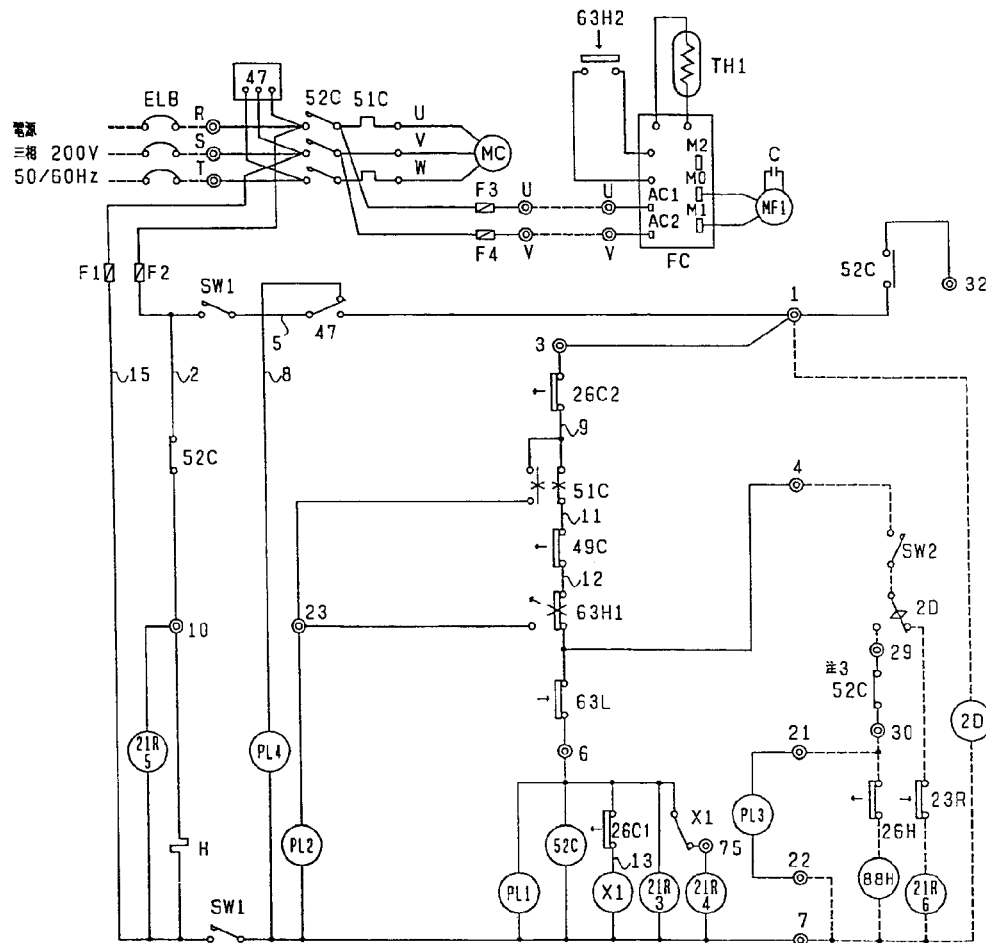 63H2
TH1
47
ELB
R
52C
51C
U
電源
三相 200V
50/60Hz
S
T
V
W
MC
M2
M0
AC1
M1
AC2
C
MF1
FC
F3
U
U
F4
V
V
F1
F2
SW1
5
47
1
52C
32
3
15
2
8
26C2
9
52C
51C
11
4
49C
12
SW2
2D
63H1
10
23
29
注3
52C
63L
30
2D
21R
5
PL4
6
21
26C1
X1
75
PL3
26H
23R
H
PL2
52C
13
22
PL1
X1
21R
3
21R
4
88H
21R
6
SW1
7